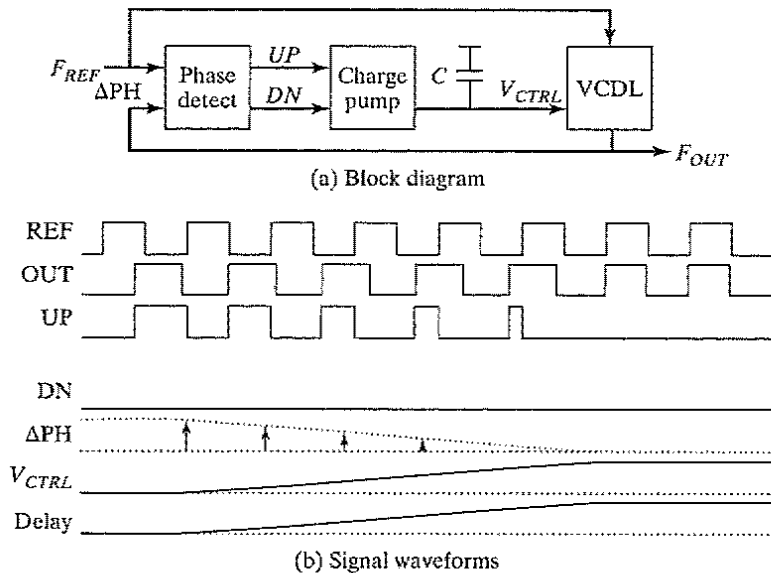 F_REF
ΔPH
Phase
detect
UP
DN
Charge
pump
C
V_CTRL
VCDL
F_OUT
(a) Block diagram
REF
OUT
UP
DN
ΔPH
V_CTRL
Delay
(b) Signal waveforms